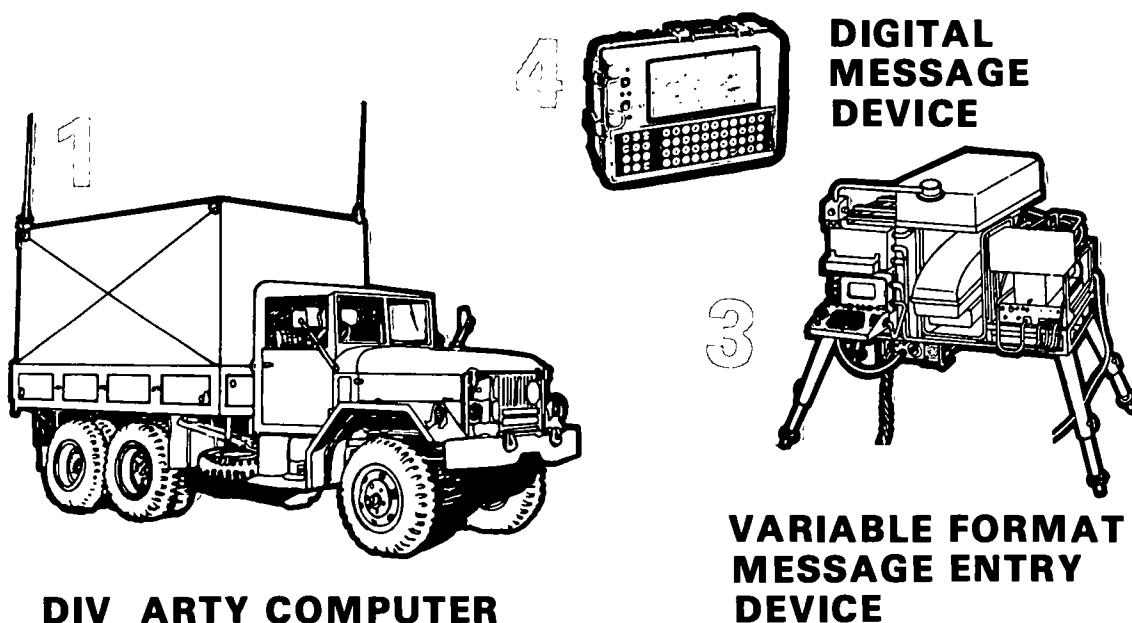 1
DIV ARTY COMPUTER
4
DIGITAL
MESSAGE
DEVICE
3
VARIABLE FORMAT
MESSAGE ENTRY
DEVICE